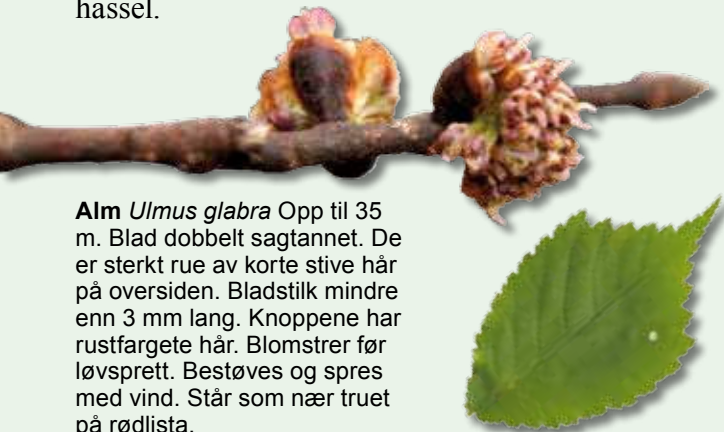 hassel.
Alm Ulmus glabra Opp til 35
m. Blad dobbelt sagtannet. De
er sterkt rue av korte stive hår
på oversiden. Bladstilk mindre
enn 3 mm lang. Knoppene har
rustfargete hår. Blomstrer før
løvsprett. Bestøves og spres
med vind. Står som nær truet
på rødlista.